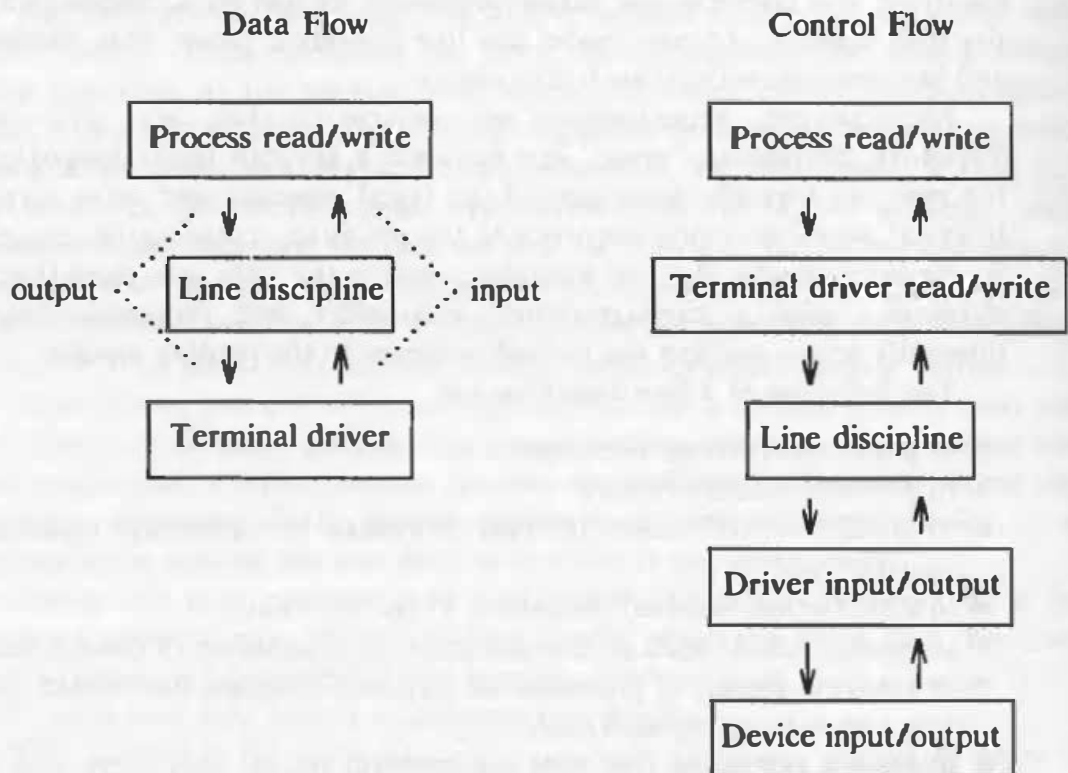 Data Flow
Control Flow
Process read/write
Process read/write
output
Line discipline
input
Terminal driver read/write
Terminal driver
Line discipline
Driver input/output
Device input/output